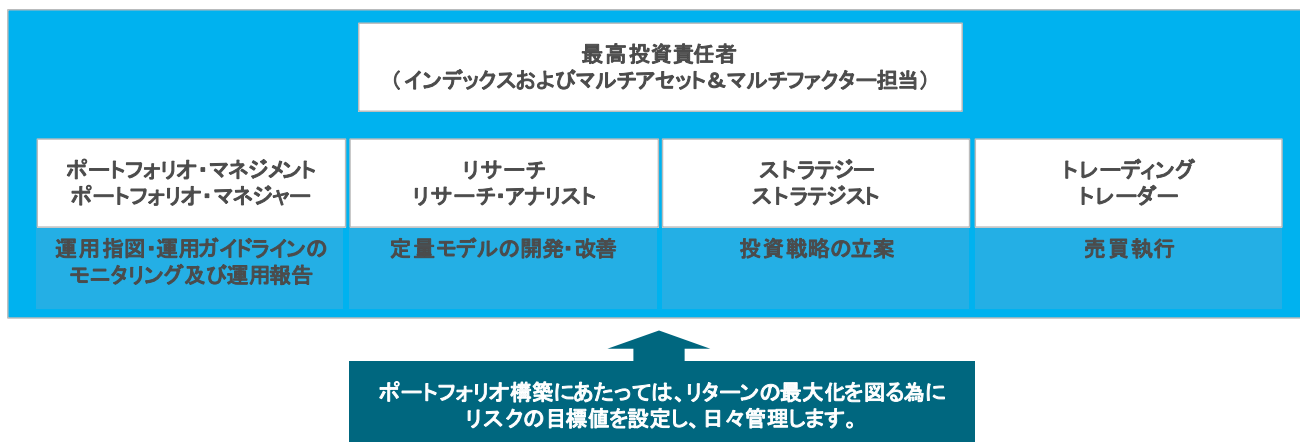 最高投資責任者
（インデックスおよびマルチアセット＆マルチファクター担当）
ポートフォリオ・マネジメント
ポートフォリオ・マネジャー
リサーチ
リサーチ・アナリスト
ストラテジー
ストラテジスト
トレーディング
トレーダー
運用指図・運用ガイドラインの
モニタリング及び運用報告
定量モデルの開発・改善
投資戦略の立案
売買執行
ポートフォリオ構築にあたっては、リターンの最大化を図る為に
リスクの目標値を設定し、日々管理します。